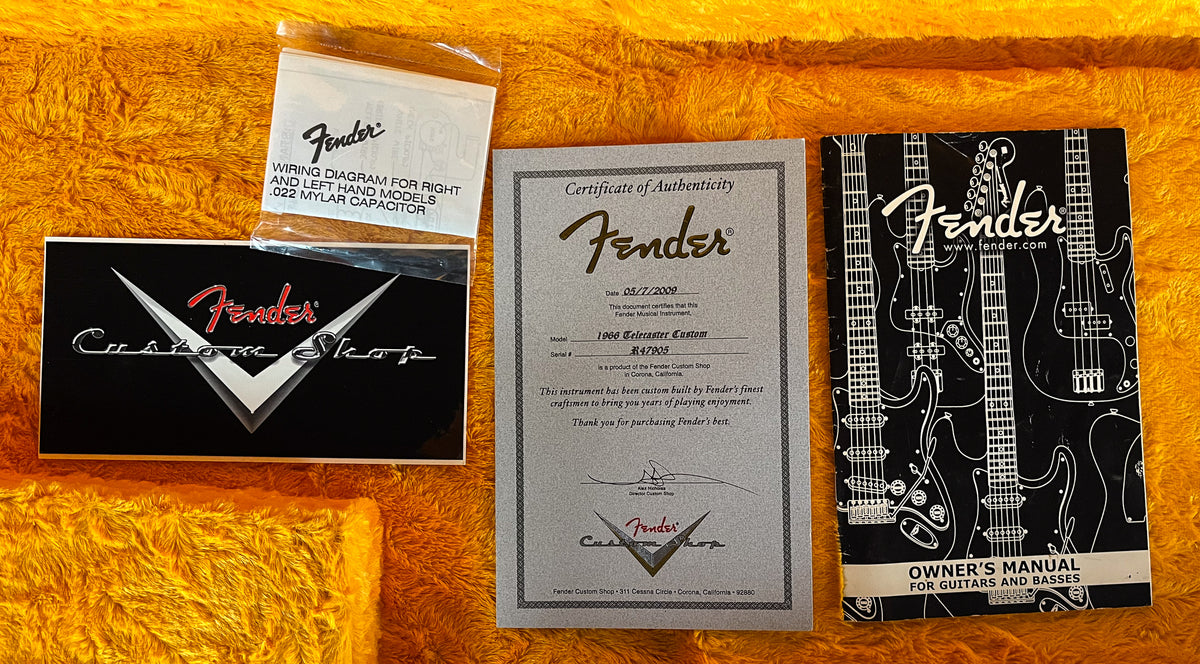 Fender®
WIRING DIAGRAM FOR RIGHT
AND LEFT HAND MODELS
.022 MYLAR CAPACITOR
Fender®
Custom Shop
Certificate of Authenticity
Fender®
Date 05/7/2009
This document certifies that this
Fender Musical Instrument,
Model 1966 Telecaster Custom
Serial # R47905
is a product of the Fender Custom Shop
in Corona, California.
This instrument has been custom built by Fender's finest
craftsmen to bring you years of playing enjoyment.
Thank you for purchasing Fender's best.
Director Custom Shop
Fender®
Custom Shop
Fender Custom Shop • 311 Cessna Circle • Corona, California • 92880
Fender®
www.fender.com
OWNER'S MANUAL
FOR GUITARS AND BASSES